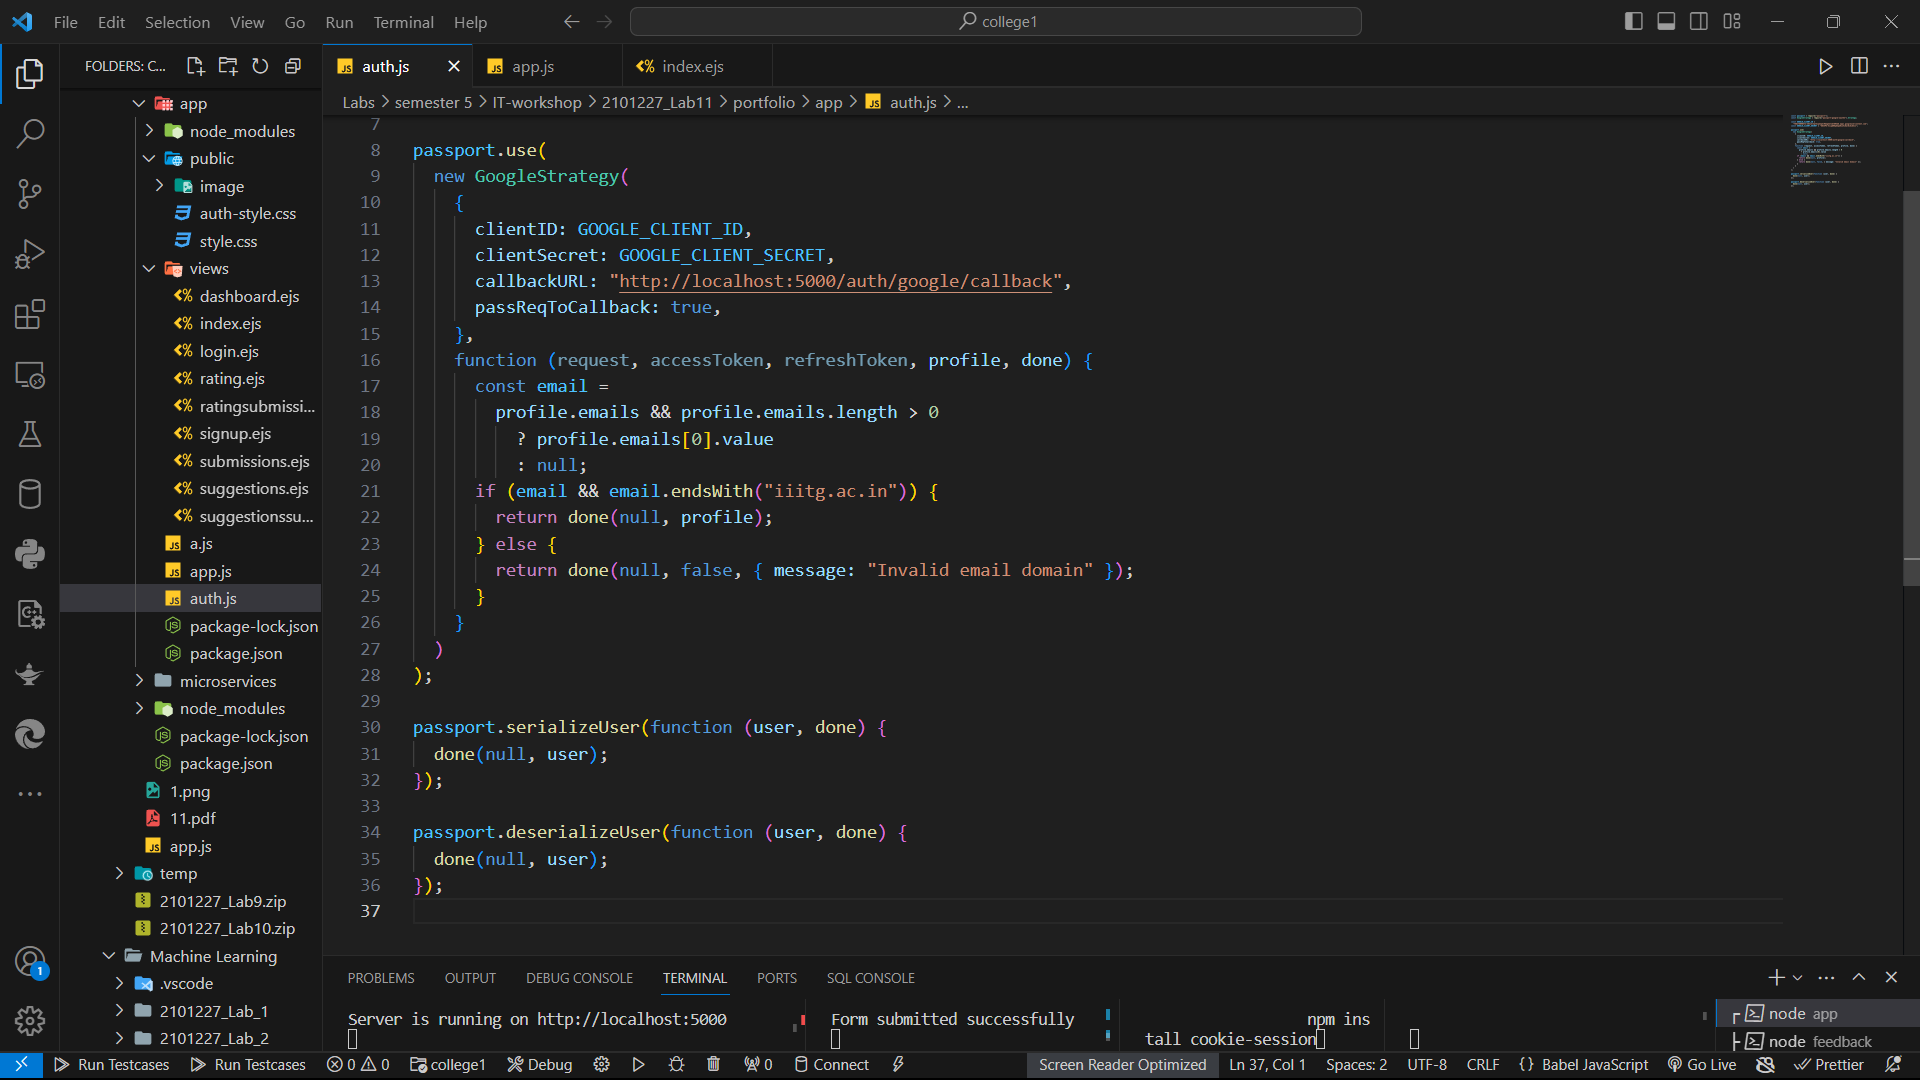 File Edit Selection View Go Run Terminal Help
college1
FOLDERS: C...
auth.js
app.js
index.ejs
Labs > semester 5 > IT-workshop > 2101227_Lab11 > portfolio > app > JS auth.js > ...
app
node_modules
public
image
auth-style.css
style.css
views
dashboard.ejs
index.ejs
login.ejs
rating.ejs
ratingsubmissi...
signup.ejs
submissions.ejs
suggestions.ejs
suggestionssu...
JS a.js
JS app.js
JS auth.js
package-lock.json
package.json
microservices
node_modules
package-lock.json
package.json
1.png
11.pdf
JS app.js
temp
2101227_Lab9.zip
2101227_Lab10.zip
Machine Learning
.vscode
2101227_Lab_1
2101227_Lab_2
7
8 passport.use(
9 new GoogleStrategy(
10 {
11 clientID: GOOGLE_CLIENT_ID,
12 clientSecret: GOOGLE_CLIENT_SECRET,
13 callbackURL: "http://localhost:5000/auth/google/callback",
14 passReqToCallback: true,
15 },
16 function (request, accessToken, refreshToken, profile, done) {
17 const email =
18 profile.emails && profile.emails.length > 0
19 ? profile.emails[0].value
20 : null;
21 if (email && email.endsWith("iiitg.ac.in")) {
22 return done(null, profile);
23 } else {
24 return done(null, false, { message: "Invalid email domain" });
25 }
26 }
27 )
28 );
29
30 passport.serializeUser(function (user, done) {
31 done(null, user);
32 });
33
34 passport.deserializeUser(function (user, done) {
35 done(null, user);
36 });
37
PROBLEMS OUTPUT DEBUG CONSOLE TERMINAL PORTS SQL CONSOLE
Server is running on http://localhost:5000
Form submitted successfully
npm ins
tall cookie-session
node app
node feedback
1
Run Testcases Run Testcases 0 0 college1 Debug 0 Connect
Screen Reader Optimized Ln 37, Col 1 Spaces: 2 UTF-8 CRLF {} Babel JavaScript Go Live Prettier